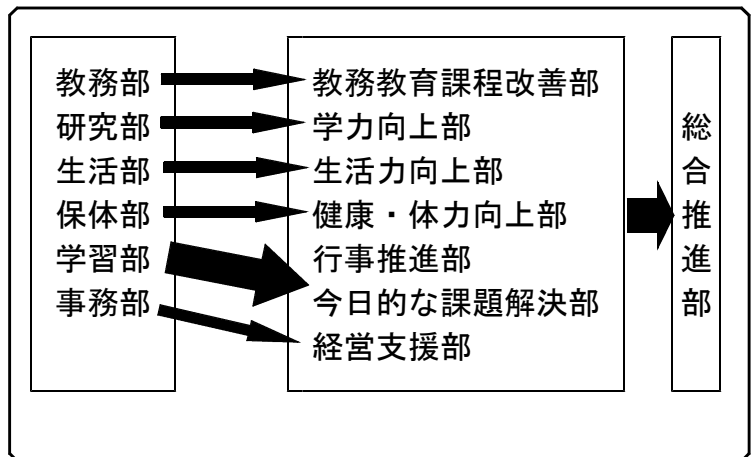 教務部
研究部
生活部
保体部
学習部
事務部
教務教育課程改善部
学力向上部
生活力向上部
健康・体力向上部
行事推進部
今日的な課題解決部
経営支援部
総合推進部